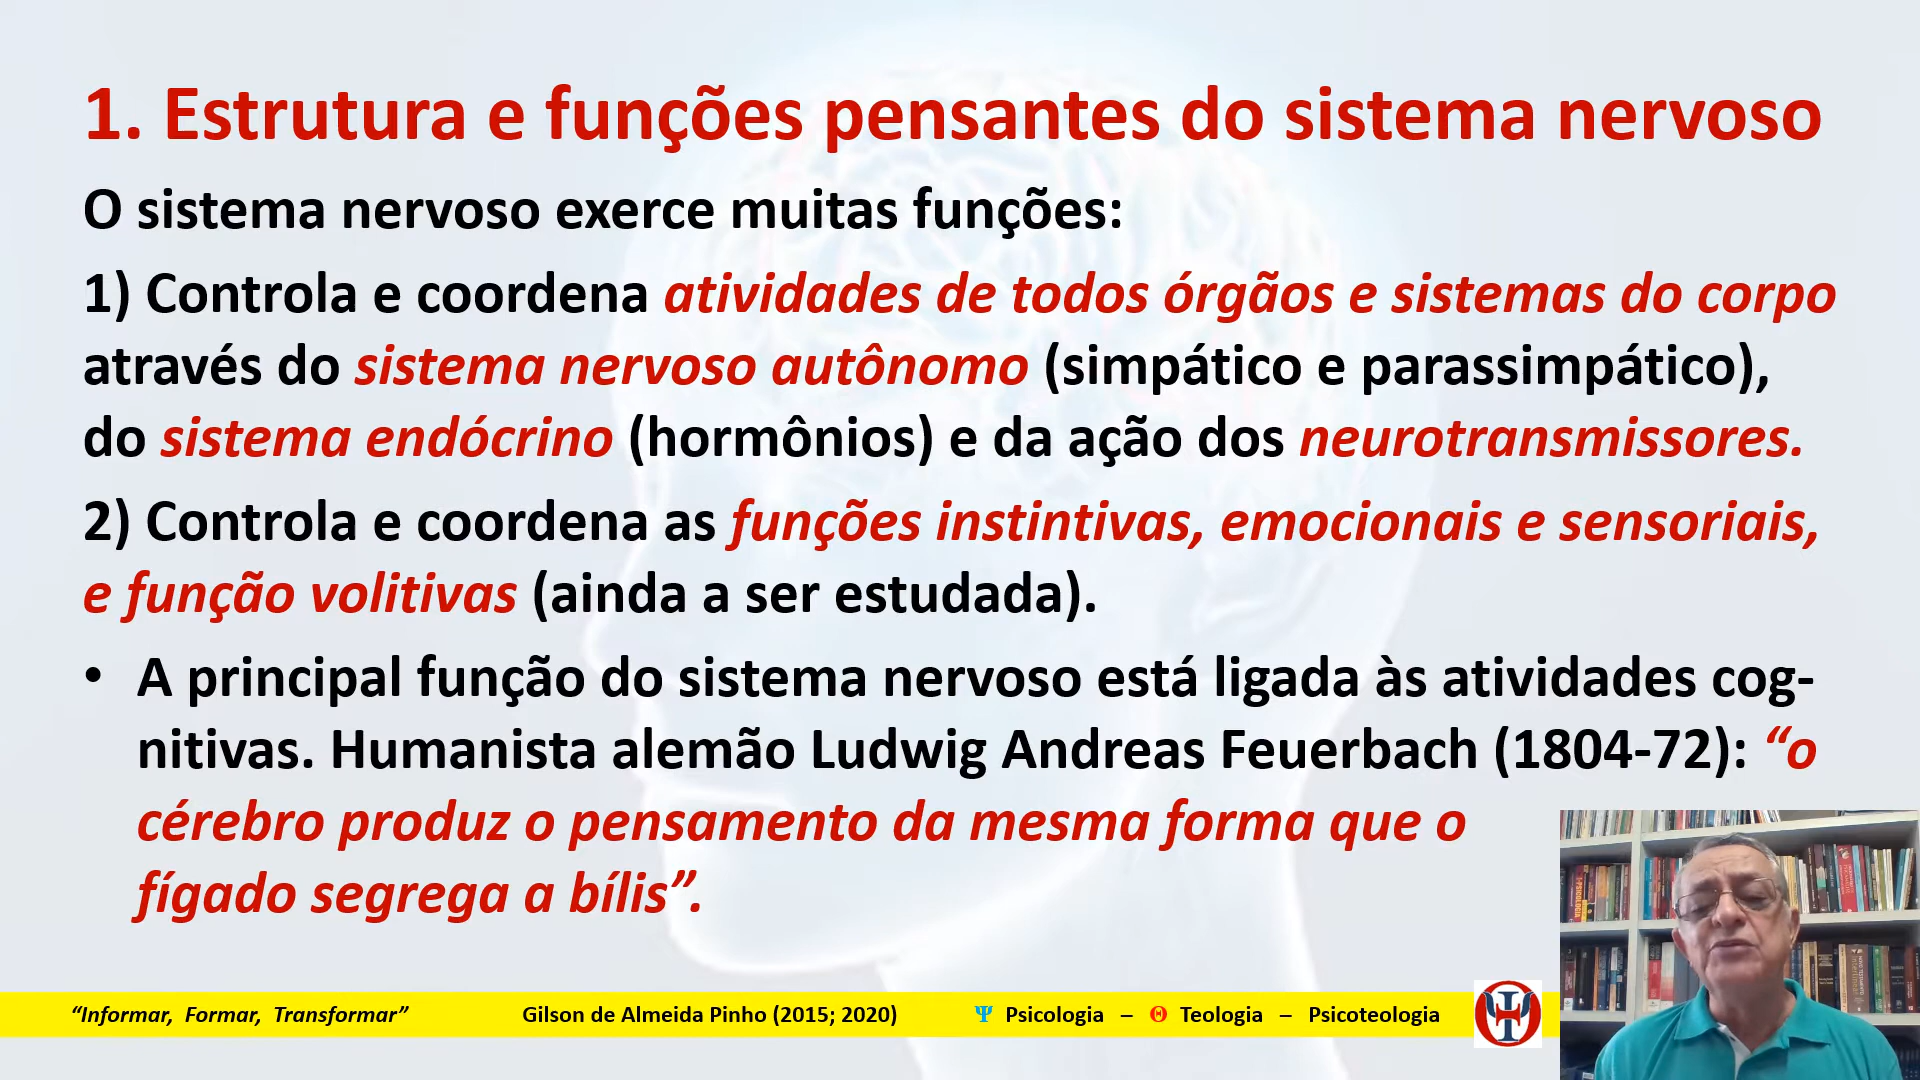 1. Estrutura e funções pensantes do sistema nervoso
O sistema nervoso exerce muitas funções:
1) Controla e coordena atividades de todos órgãos e sistemas do corpo
através do sistema nervoso autônomo (simpático e parassimpático),
do sistema endócrino (hormônios) e da ação dos neurotransmissores.
2) Controla e coordena as funções instintivas, emocionais e sensoriais,
e função volitivas (ainda a ser estudada).
• A principal função do sistema nervoso está ligada às atividades cog-
nitivas. Humanista alemão Ludwig Andreas Feuerbach (1804-72): “o
cérebro produz o pensamento da mesma forma que o
fígado segrega a bílis”.
“Informar, Formar, Transformar” Gilson de Almeida Pinho (2015; 2020) Ψ Psicologia – Θ Teologia – Psicoteologia